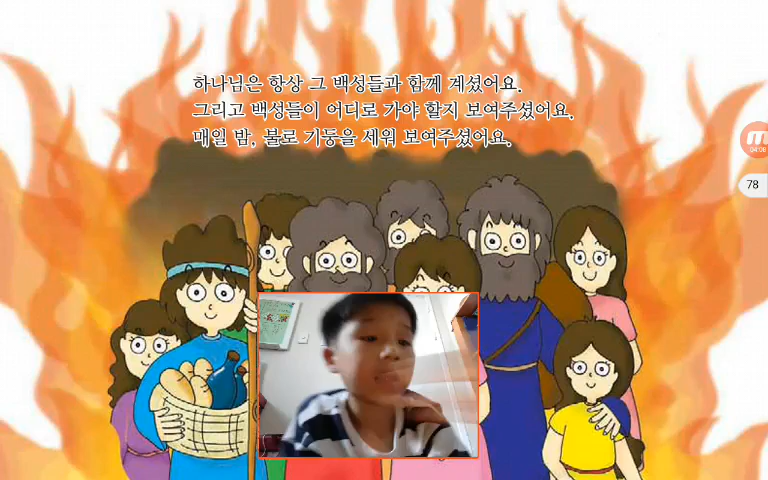 하나님은 항상 그 백성들과 함께 계셨어요.
그리고 백성들이 어디로 가야 할지 보여주셨어요.
매일 밤, 불로 기둥을 세워 보여주셨어요.
04:08
78